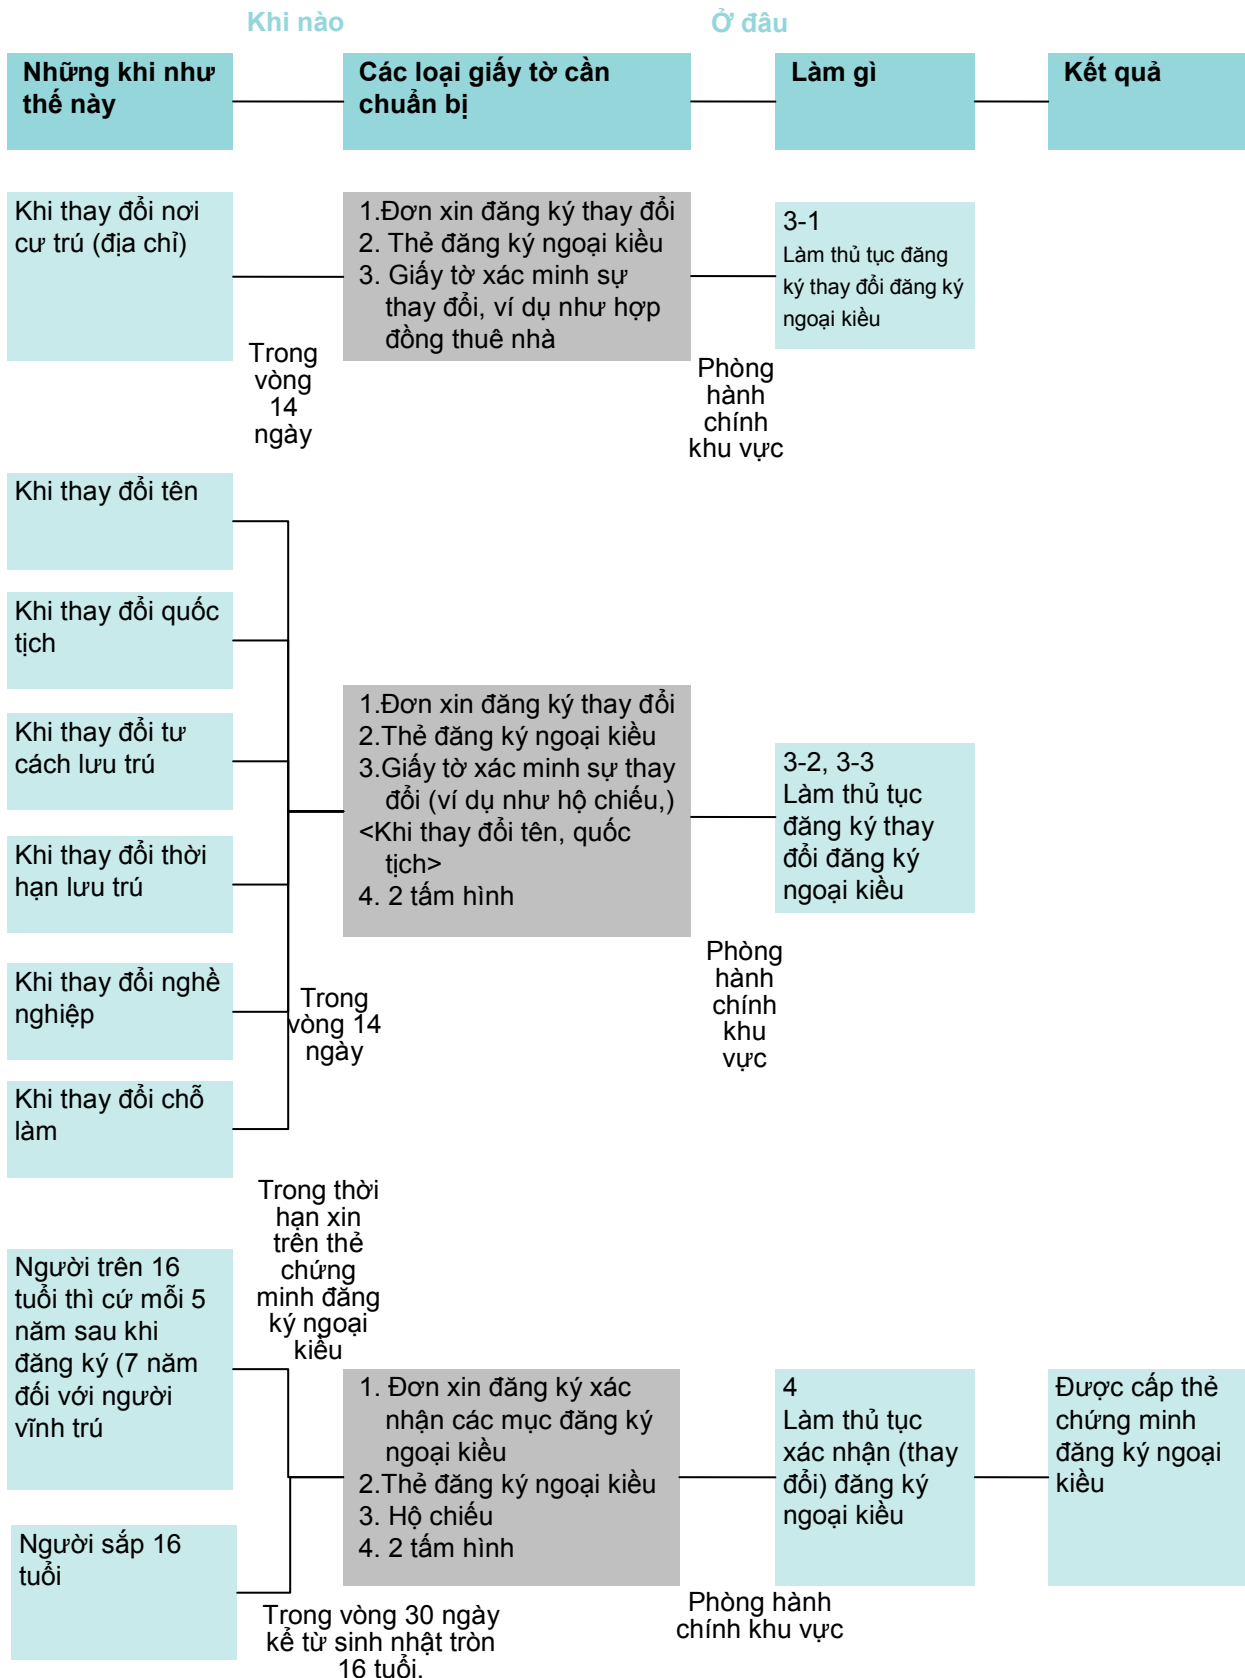 Khi nào
Ở đâu
Những khi như
thế này
Các loại giấy tờ cần
chuẩn bị
Làm gì
Kết quả
Khi thay đổi nơi
cư trú (địa chỉ)
Trong
vòng
14
ngày
1.Đơn xin đăng ký thay đổi
2. Thẻ đăng ký ngoại kiều
3. Giấy tờ xác minh sự
thay đổi, ví dụ như hợp
đồng thuê nhà
Phòng
hành
chính
khu vực
3-1
Làm thủ tục đăng
ký thay đổi đăng ký
ngoại kiều
Khi thay đổi tên
Khi thay đổi quốc
tịch
Khi thay đổi tư
cách lưu trú
Khi thay đổi thời
hạn lưu trú
Khi thay đổi nghề
nghiệp
Khi thay đổi chỗ
làm
Trong
vòng 14
ngày
1.Đơn xin đăng ký thay đổi
2.Thẻ đăng ký ngoại kiều
3.Giấy tờ xác minh sự thay
đổi (ví dụ như hộ chiếu,)
<Khi thay đổi tên, quốc
tịch>
4. 2 tấm hình
Phòng
hành
chính
khu
vực
3-2, 3-3
Làm thủ tục
đăng ký thay
đổi đăng ký
ngoại kiều
Trong thời
hạn xin
trên thẻ
chứng
minh đăng
ký ngoại
kiều
Người trên 16
tuổi thì cứ mỗi 5
năm sau khi
đăng ký (7 năm
đối với người
vĩnh trú
Người sắp 16
tuổi
Trong vòng 30 ngày
kể từ sinh nhật tròn
16 tuổi.
1. Đơn xin đăng ký xác
nhận các mục đăng ký
ngoại kiều
2.Thẻ đăng ký ngoại kiều
3. Hộ chiếu
4. 2 tấm hình
Phòng hành
chính khu vực
4
Làm thủ tục
xác nhận (thay
đổi) đăng ký
ngoại kiều
Được cấp thẻ
chứng minh
đăng ký ngoại
kiều